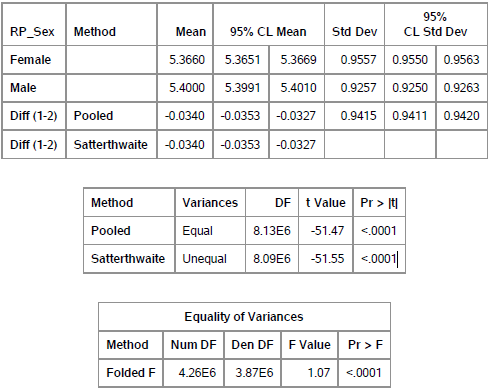 RP_Sex Method Mean 95% CL Mean Std Dev 95% CL Std Dev
Female 5.3660 5.3651 5.3669 0.9557 0.9550 0.9563
Male 5.4000 5.3991 5.4010 0.9257 0.9250 0.9263
Diff (1-2) Pooled -0.0340 -0.0353 -0.0327 0.9415 0.9411 0.9420
Diff (1-2) Satterthwaite -0.0340 -0.0353 -0.0327
Method Variances DF t Value Pr > |t|
Pooled Equal 8.13E6 -51.47 <.0001
Satterthwaite Unequal 8.09E6 -51.55 <.0001
Equality of Variances
Method Num DF Den DF F Value Pr > F
Folded F 4.26E6 3.87E6 1.07 <.0001